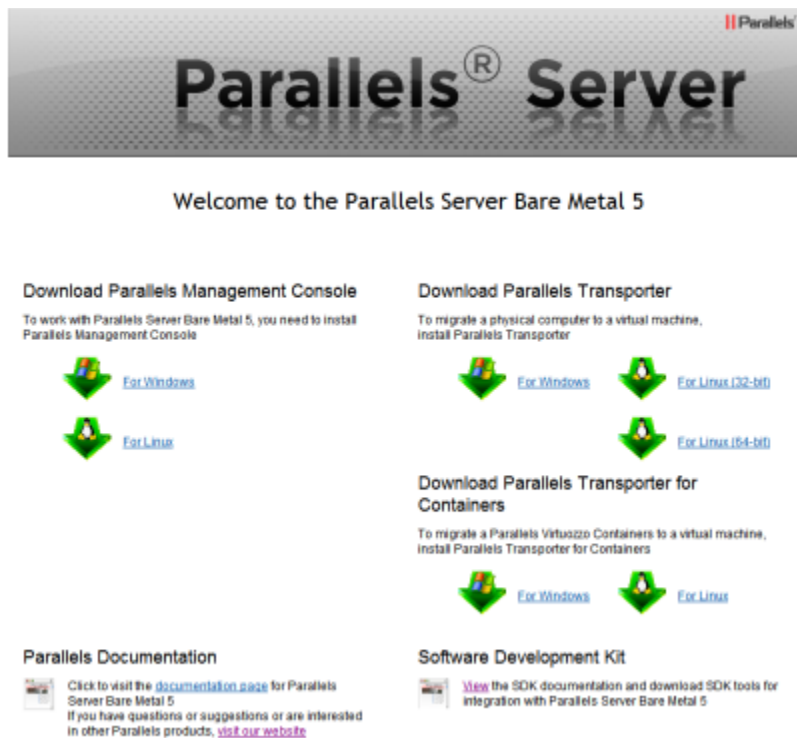 Parallels
Parallels® Server
Welcome to the Parallels Server Bare Metal 5
Download Parallels Management Console
To work with Parallels Server Bare Metal 5, you need to install
Parallels Management Console
For Windows
For Linux
Download Parallels Transporter
To migrate a physical computer to a virtual machine,
install Parallels Transporter
For Windows
For Linux (32-bit)
For Linux (64-bit)
Download Parallels Transporter for
Containers
To migrate a Parallels Virtuozzo Containers to a virtual machine,
install Parallels Transporter for Containers
For Windows
For Linux
Parallels Documentation
Click to visit the documentation page for Parallels
Server Bare Metal 5
If you have questions or suggestions or are interested
in other Parallels products, visit our website
Software Development Kit
View the SDK documentation and download SDK tools for
integration with Parallels Server Bare Metal 5